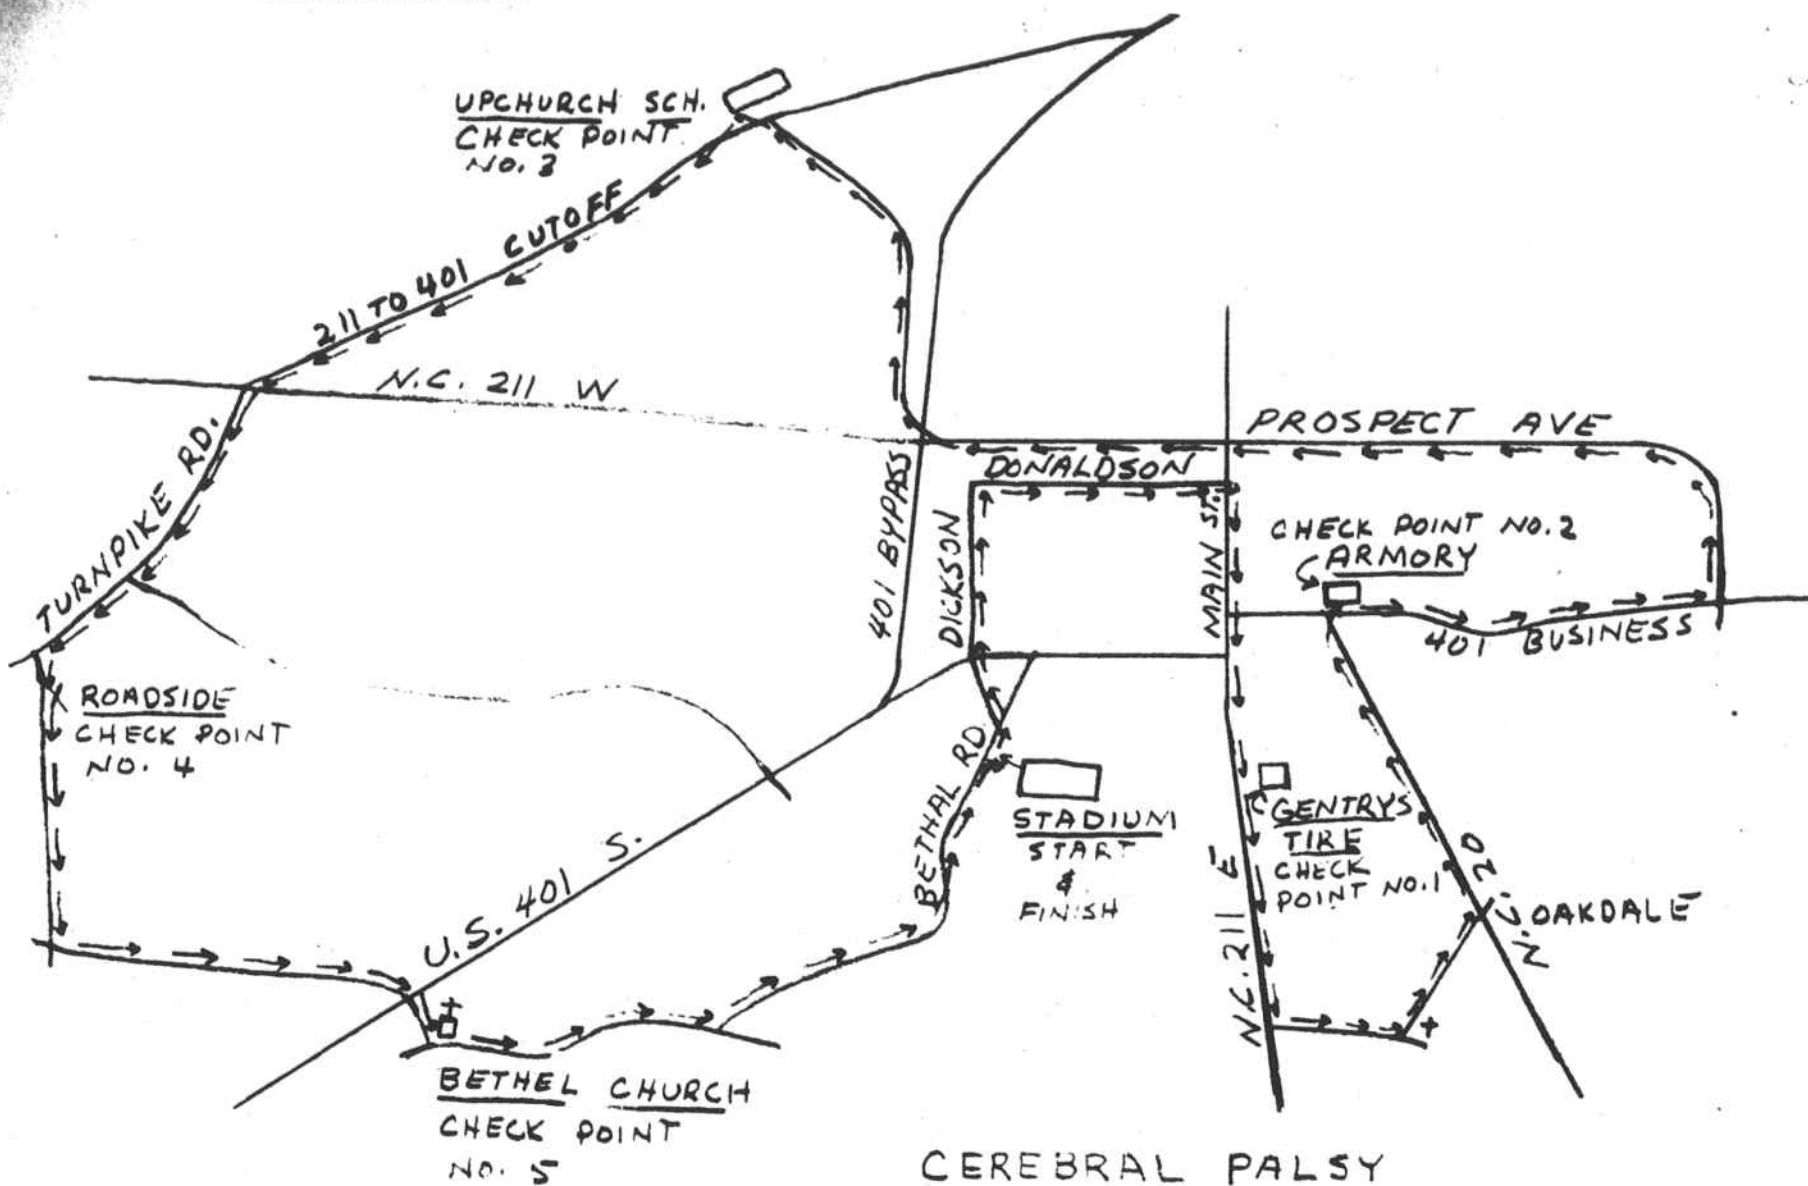 UPCHURCH SCH.
CHECK POINT
NO. 3
211 TO 401 CUTOFF
N.C. 211 W
TURNPIKE RD.
PROSPECT AVE
DONALDSON
DICKSON
401 BYPASS
MAIN ST.
CHECK POINT NO. 2
ARMORY
401 BUSINESS
ROADSIDE
CHECK POINT
NO. 4
BETHAL RD
STADIUM
START
&
FINISH
GENTRYS
TIRE
CHECK
POINT NO. 1
N.C. 20
OAKDALE
N.C. 211 E
U.S. 401 S.
BETHEL CHURCH
CHECK POINT
NO. 5
CEREBRAL PALSY